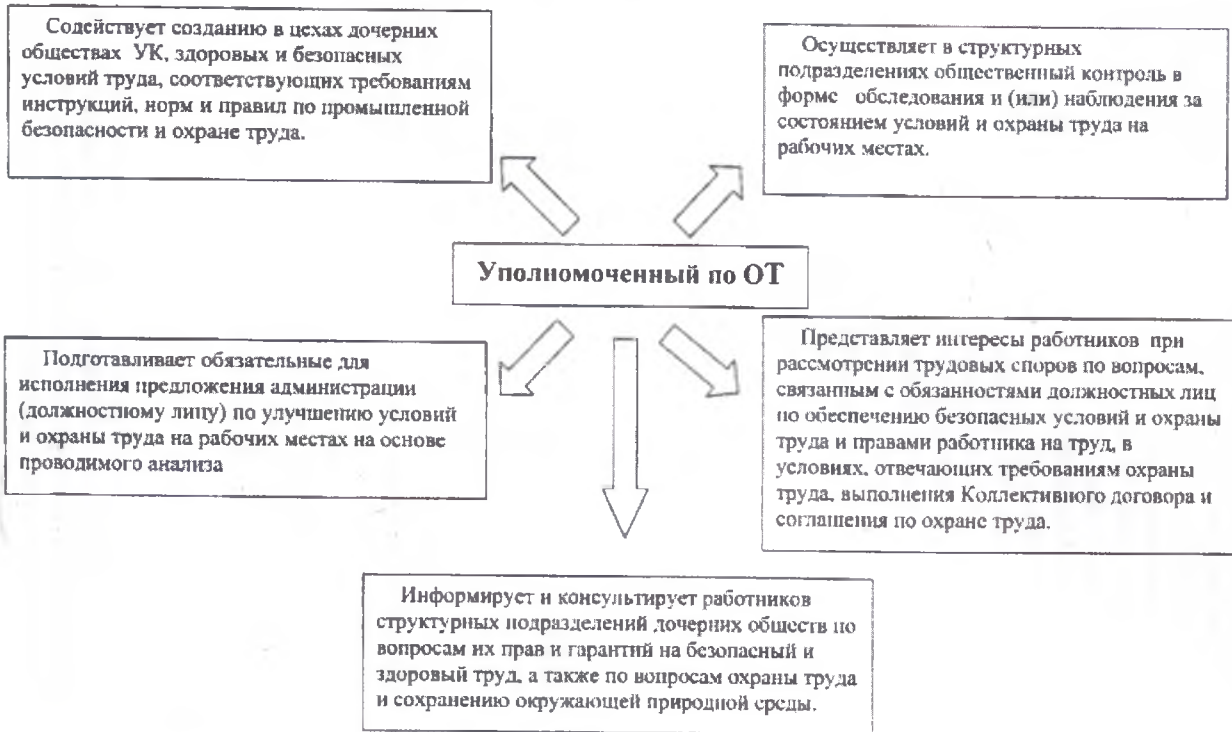 Содействует созданию в цехах дочерних
обществах УК, здоровых и безопасных
условий труда, соответствующих требованиям
инструкций, норм и правил по промышленной
безопасности и охране труда.
Осуществляет в структурных
подразделениях общественный контроль в
форме обследования и (или) наблюдения за
состоянием условий и охраны труда на
рабочих местах.
Уполномоченный по ОТ
Подготавливает обязательные для
исполнения предложения администрации
(должностному лицу) по улучшению условий
и охраны труда на рабочих местах на основе
проводимого анализа
Представляет интересы работников при
рассмотрении трудовых споров по вопросам,
связанным с обязанностями должностных лиц
по обеспечению безопасных условий и охраны
труда и правами работника на труд, в
условиях, отвечающих требованиям охраны
труда, выполнения Коллективного договора и
соглашения по охране труда.
Информирует и консультирует работников
структурных подразделений дочерних обществ по
вопросам их прав и гарантий на безопасный и
здоровый труд, а также по вопросам охраны труда
и сохранению окружающей природной среды.